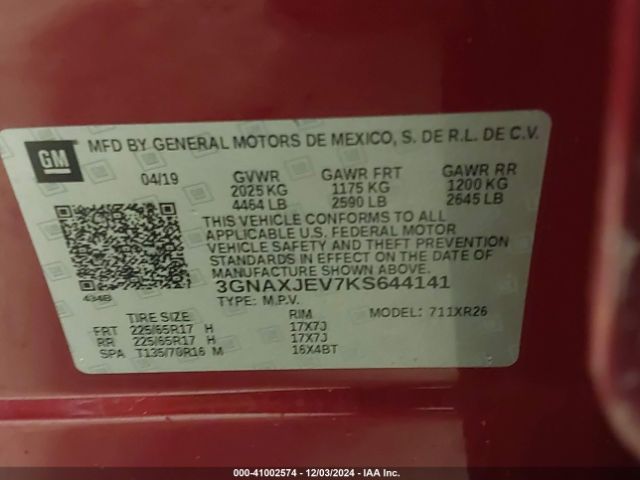 GM
MFD BY GENERAL MOTORS DE MEXICO, S. DE R.L. DE C.V.
04/19 GVWR GAWR FRT GAWR RR
2025 KG 1175 KG 1200 KG
4464 LB 2590 LB 2645 LB
THIS VEHICLE CONFORMS TO ALL
APPLICABLE U.S. FEDERAL MOTOR
VEHICLE SAFETY AND THEFT PREVENTION
STANDARDS IN EFFECT ON THE DATE OF
MANUFACTURE SHOWN ABOVE.
434B
3GNAXJEV7KS644141
TYPE: M.P.V. MODEL: 711XR26
TIRE SIZE RIM
FRT 225/65R17 H 17X7J
RR 225/65R17 H 17X7J
SPA T135/70R16 M 16X4BT
000-41002574 - 12/03/2024 - IAA Inc.